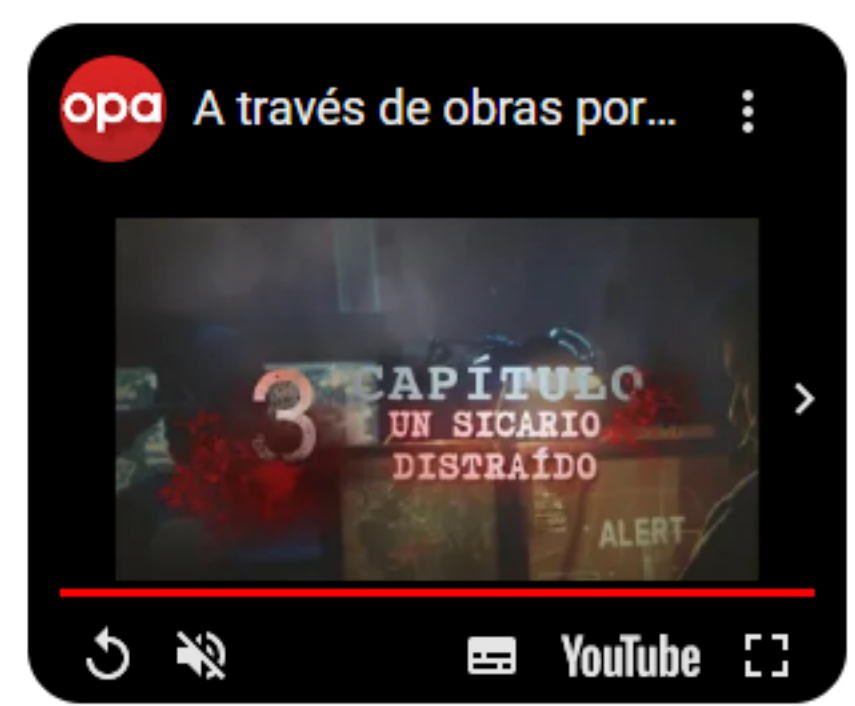 opa
A través de obras por...
3 CAPÍTULO
UN SICARIO
DISTRAÍDO
ALERT
YouTube